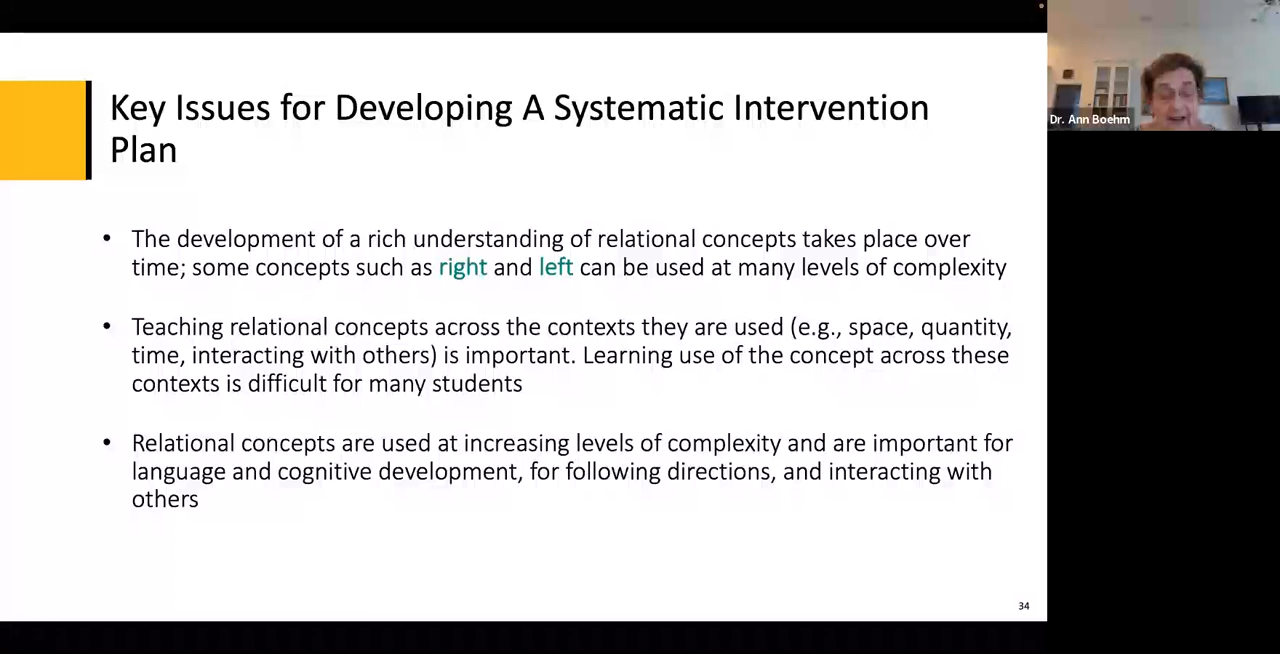 Key Issues for Developing A Systematic Intervention
Plan
• The development of a rich understanding of relational concepts takes place over
time; some concepts such as right and left can be used at many levels of complexity
• Teaching relational concepts across the contexts they are used (e.g., space, quantity,
time, interacting with others) is important. Learning use of the concept across these
contexts is difficult for many students
• Relational concepts are used at increasing levels of complexity and are important for
language and cognitive development, for following directions, and interacting with
others
34
Dr. Ann Boehm